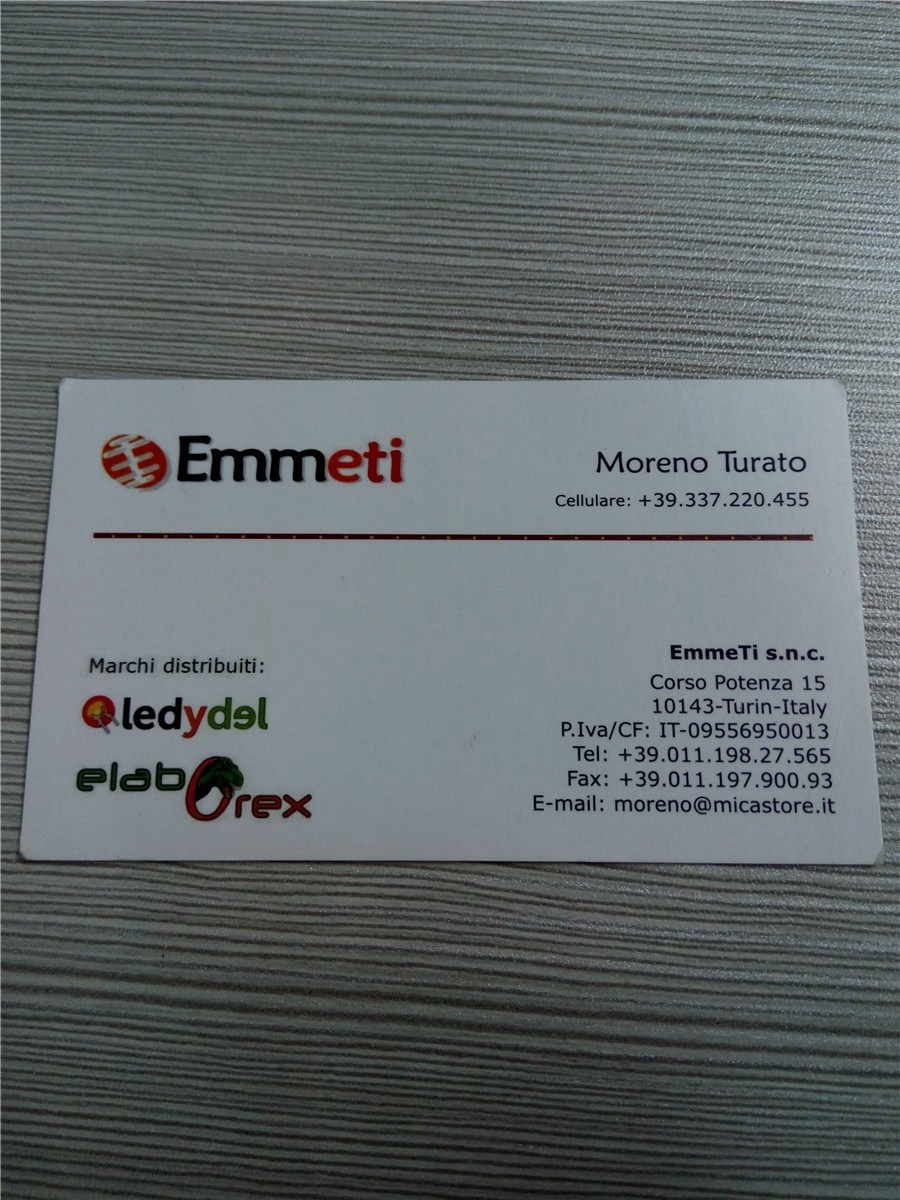 Emmeti
Moreno Turato
Cellulare: +39.337.220.455
Marchi distribuiti:
ledydel
elabOrex
EmmeTi s.n.c.
Corso Potenza 15
10143-Turin-Italy
P.Iva/CF: IT-09556950013
Tel: +39.011.198.27.565
Fax: +39.011.197.900.93
E-mail: moreno@micastore.it